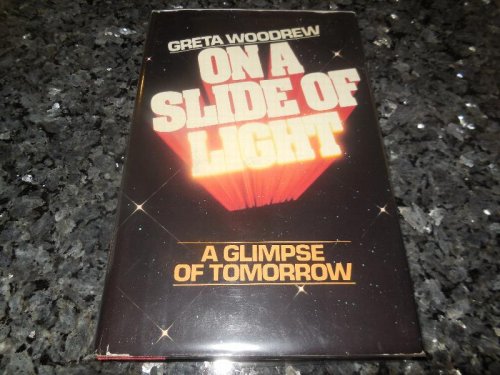 GRETA WOODREW
ON A
SLIDE OF
LIGHT
A GLIMPSE
OF TOMORROW